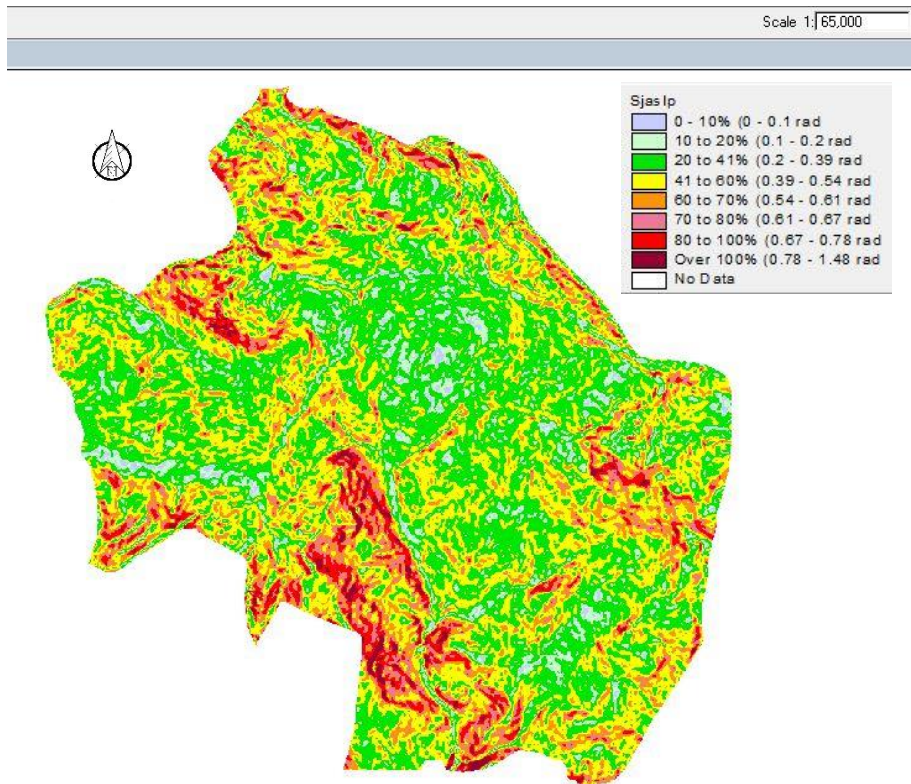 Scale 1: 65,000
Sjaslp
0 - 10% (0 - 0.1 rad
10 to 20% (0.1 - 0.2 rad
20 to 41% (0.2 - 0.39 rad
41 to 60% (0.39 - 0.54 rad
60 to 70% (0.54 - 0.61 rad
70 to 80% (0.61 - 0.67 rad
80 to 100% (0.67 - 0.78 rad
Over 100% (0.78 - 1.48 rad
No Data